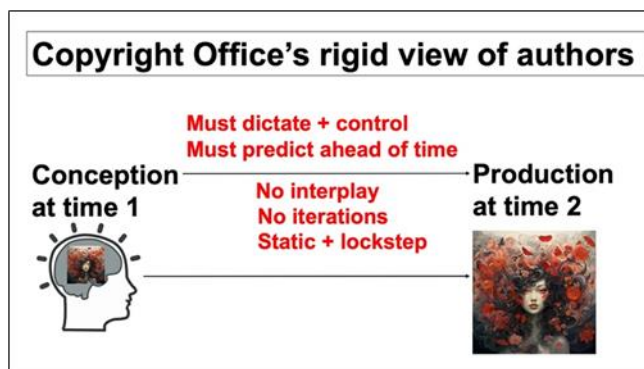 Copyright Office's rigid view of authors
Must dictate + control
Must predict ahead of time
Conception
at time 1
Production
at time 2
No interplay
No iterations
Static + lockstep